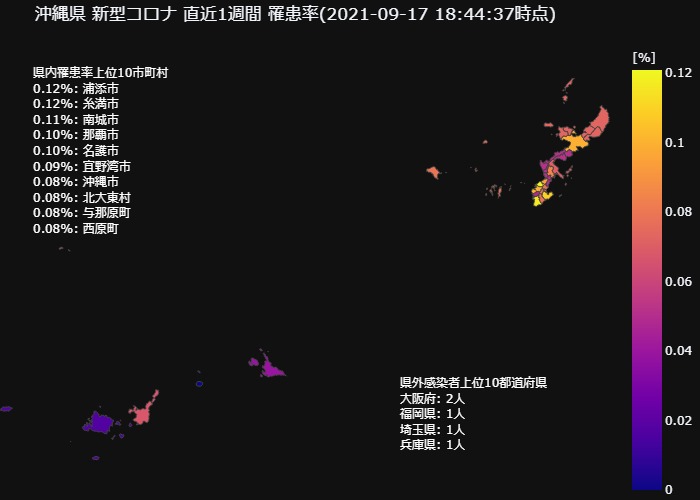 沖縄県 新型コロナ 直近1週間 罹患率(2021-09-17 18:44:37時点)
県内罹患率上位10市町村
0.12%: 浦添市
0.12%: 糸満市
0.11%: 南城市
0.10%: 那覇市
0.10%: 名護市
0.09%: 宜野湾市
0.08%: 沖縄市
0.08%: 北大東村
0.08%: 与那原町
0.08%: 西原町
[%]
0.12
0.1
0.08
0.06
0.04
0.02
0
県外感染者上位10都道府県
大阪府: 2人
福岡県: 1人
埼玉県: 1人
兵庫県: 1人